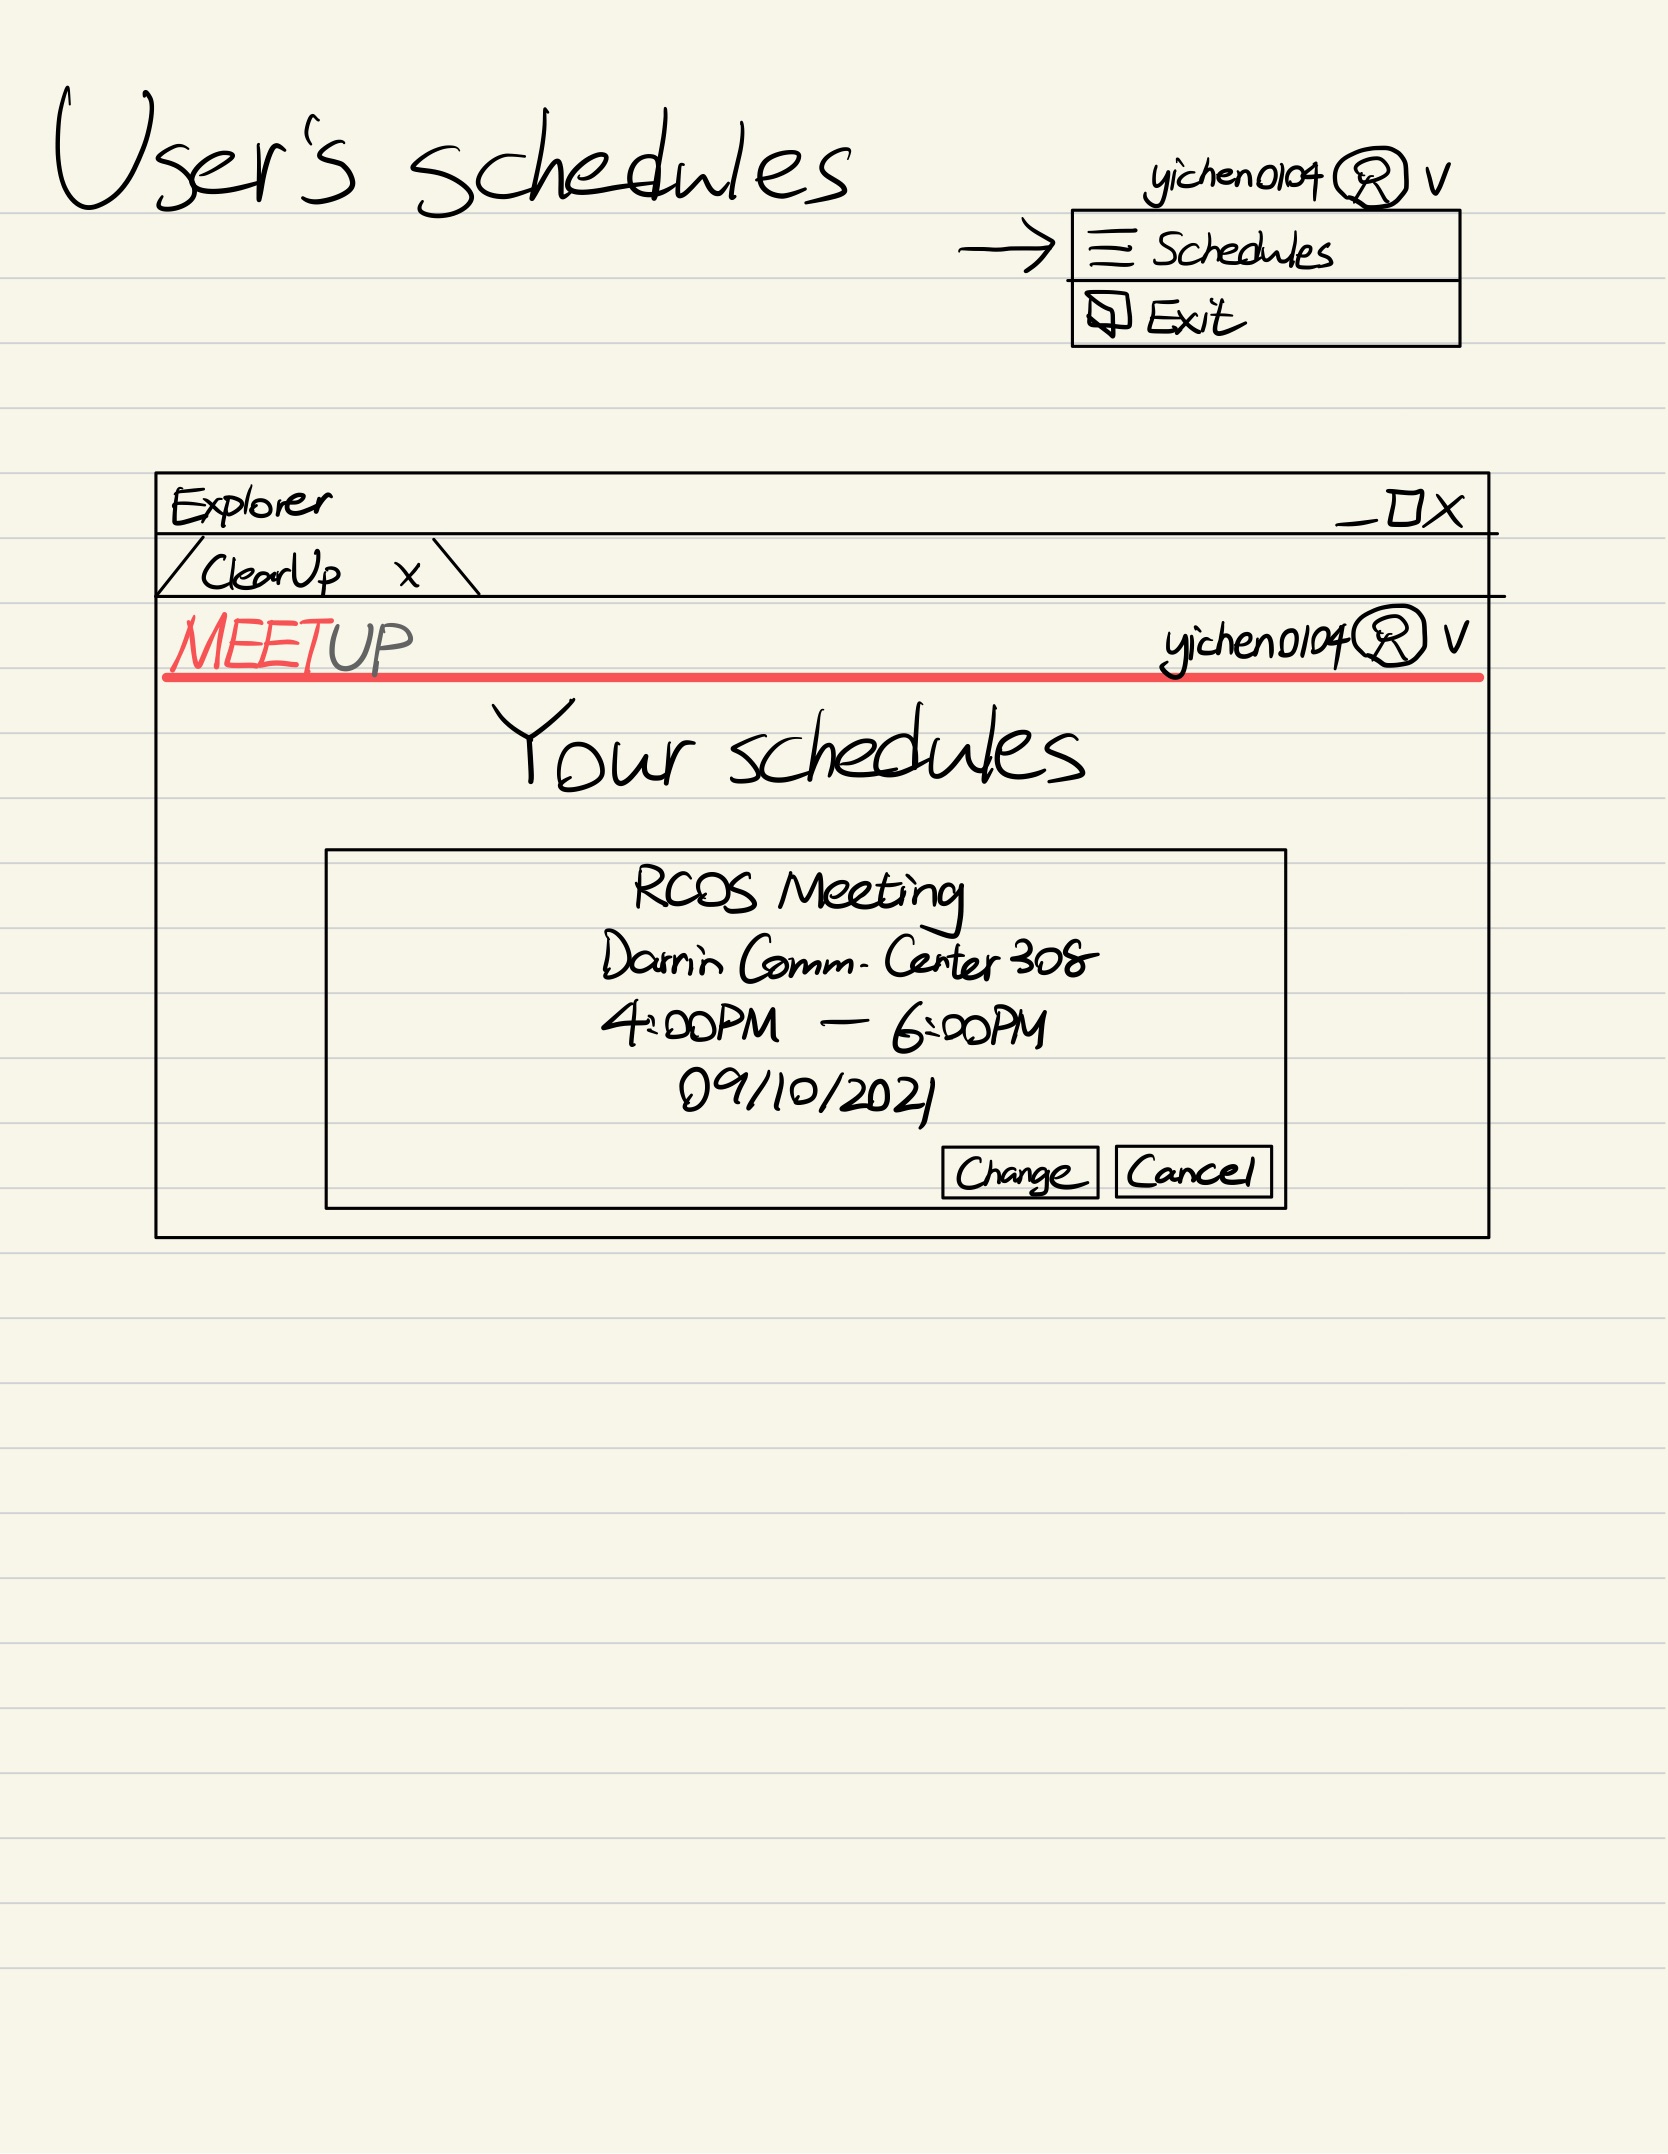 User's schedules
yichen0104 V
Schedules
Exit
Explorer _ X
ClearUp x
MEETUP yichen0104 V
Your schedules
RCOS Meeting
Darrin Comm. Center 308
4:00PM — 6:00PM
09/10/2021
Change Cancel